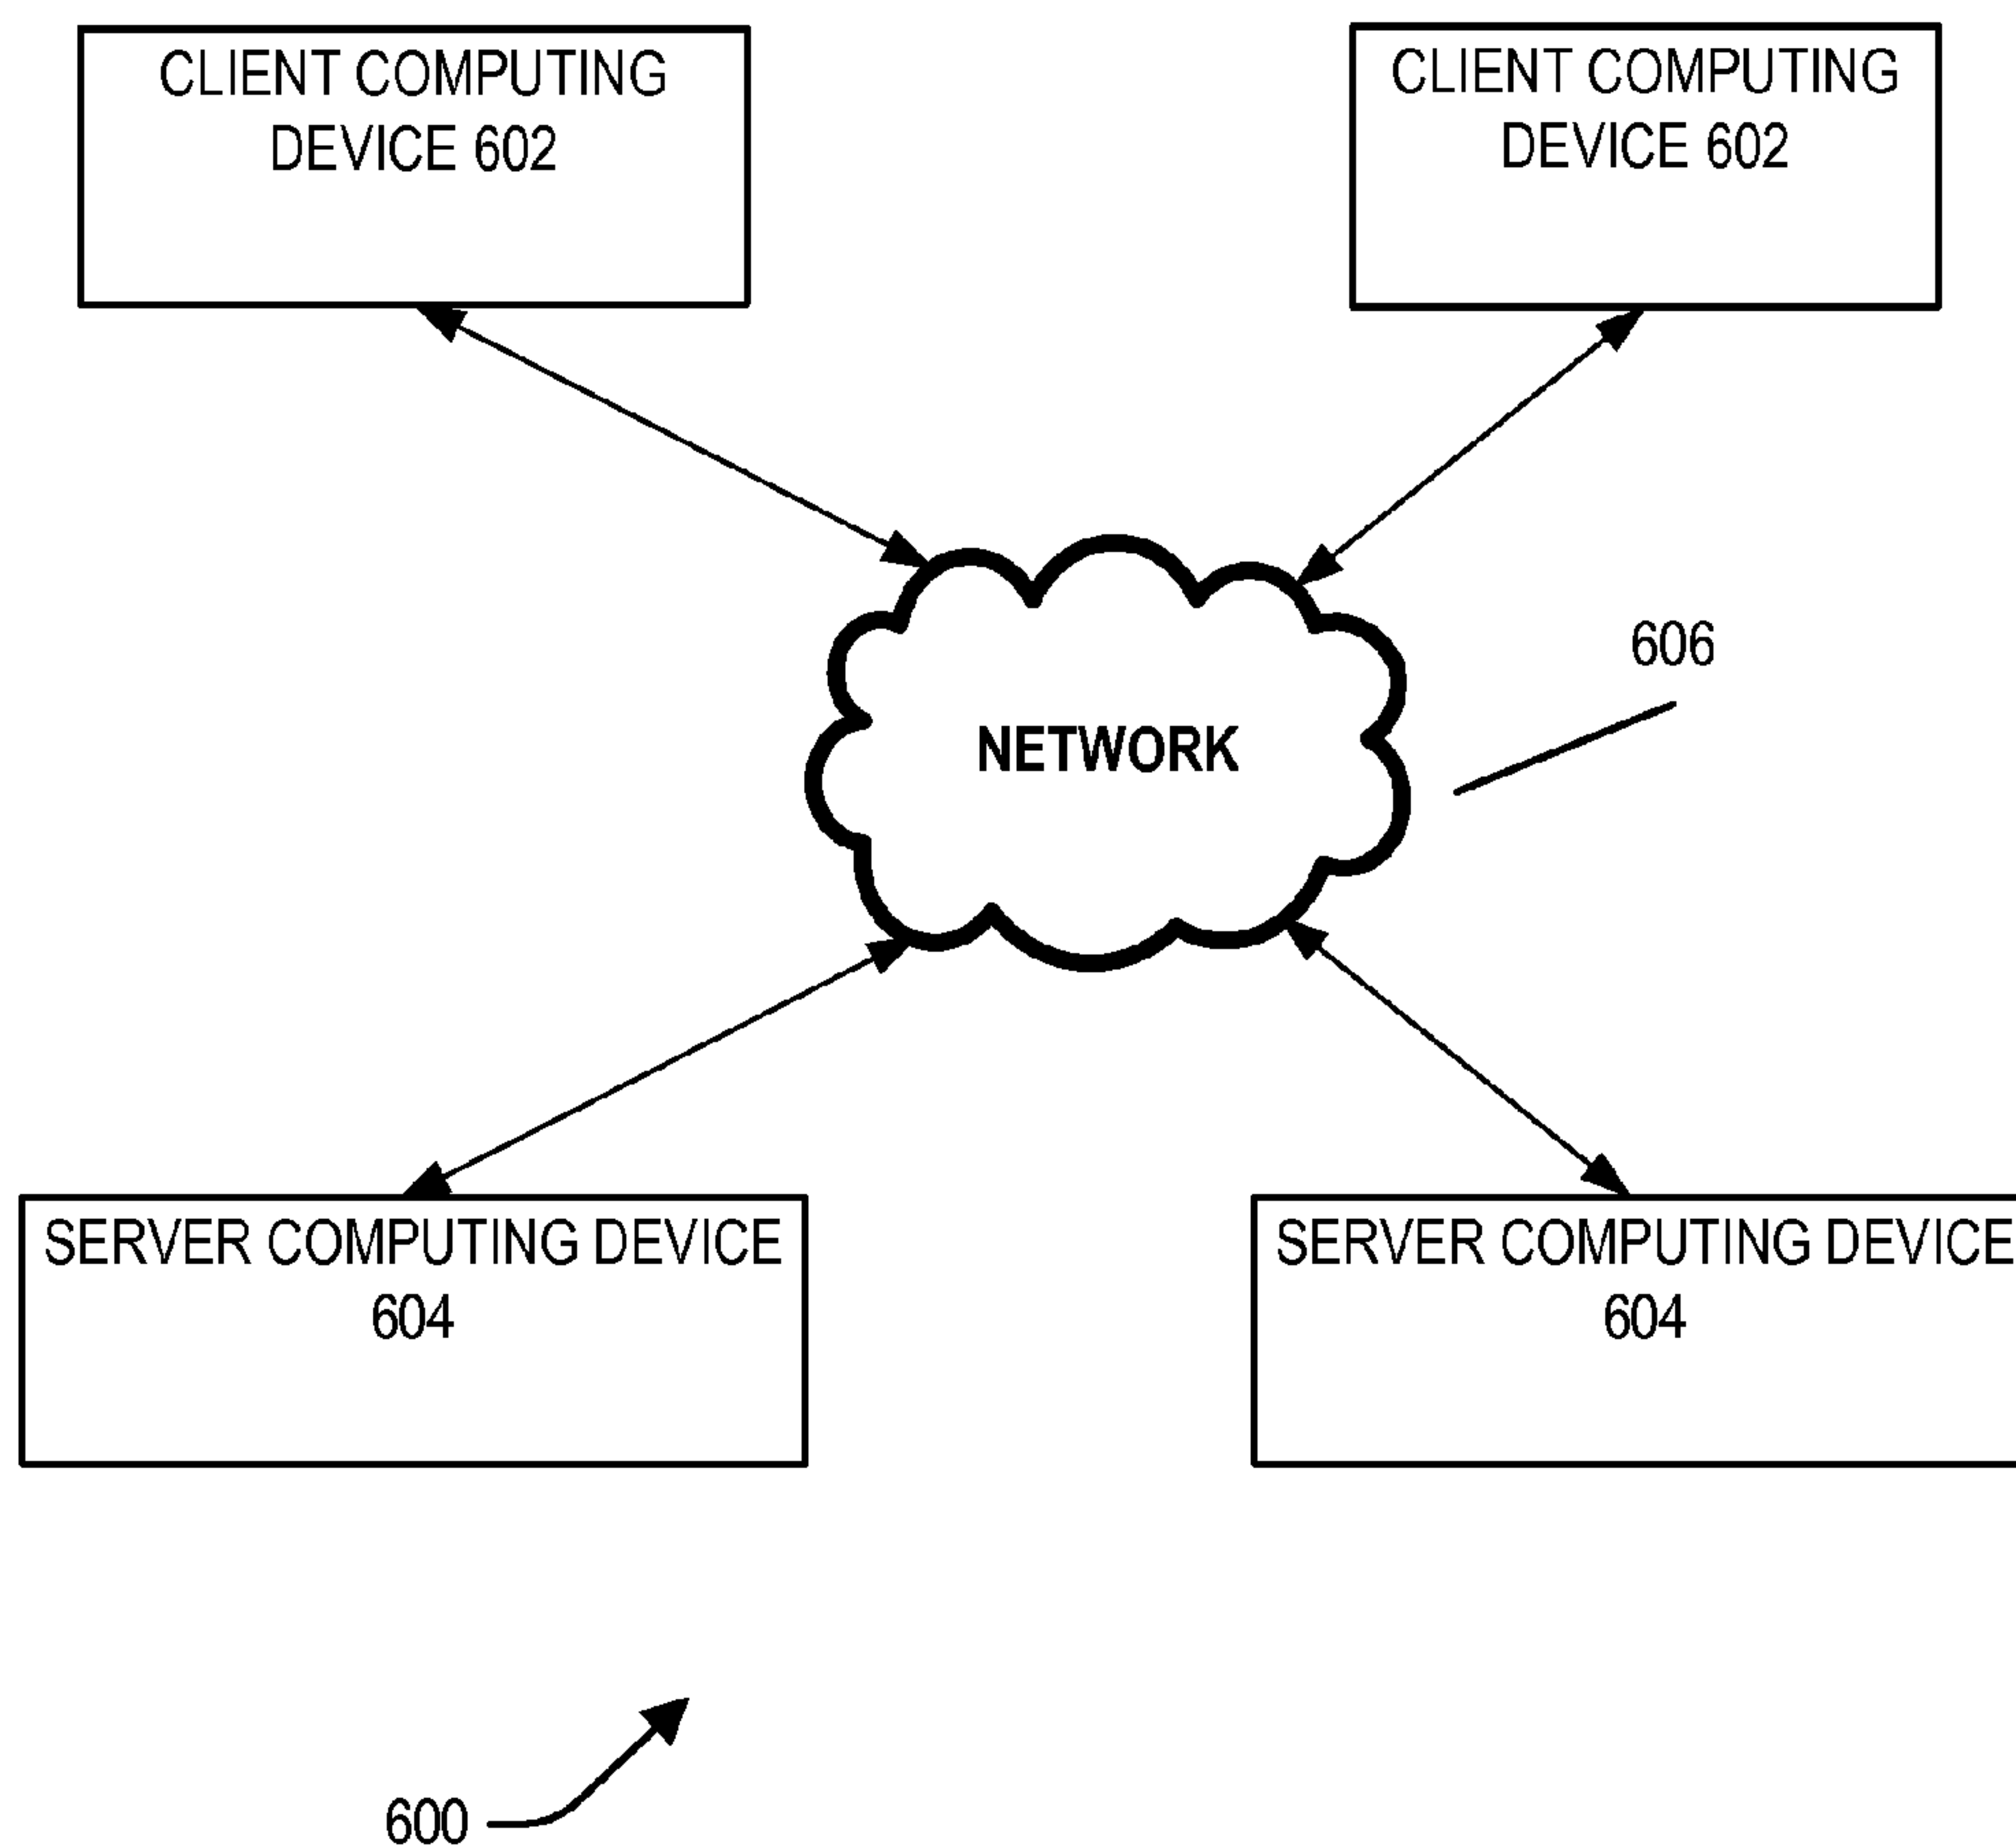 CLIENT COMPUTING
DEVICE 602
CLIENT COMPUTING
DEVICE 602
606
NETWORK
SERVER COMPUTING DEVICE
604
SERVER COMPUTING DEVICE
604
600